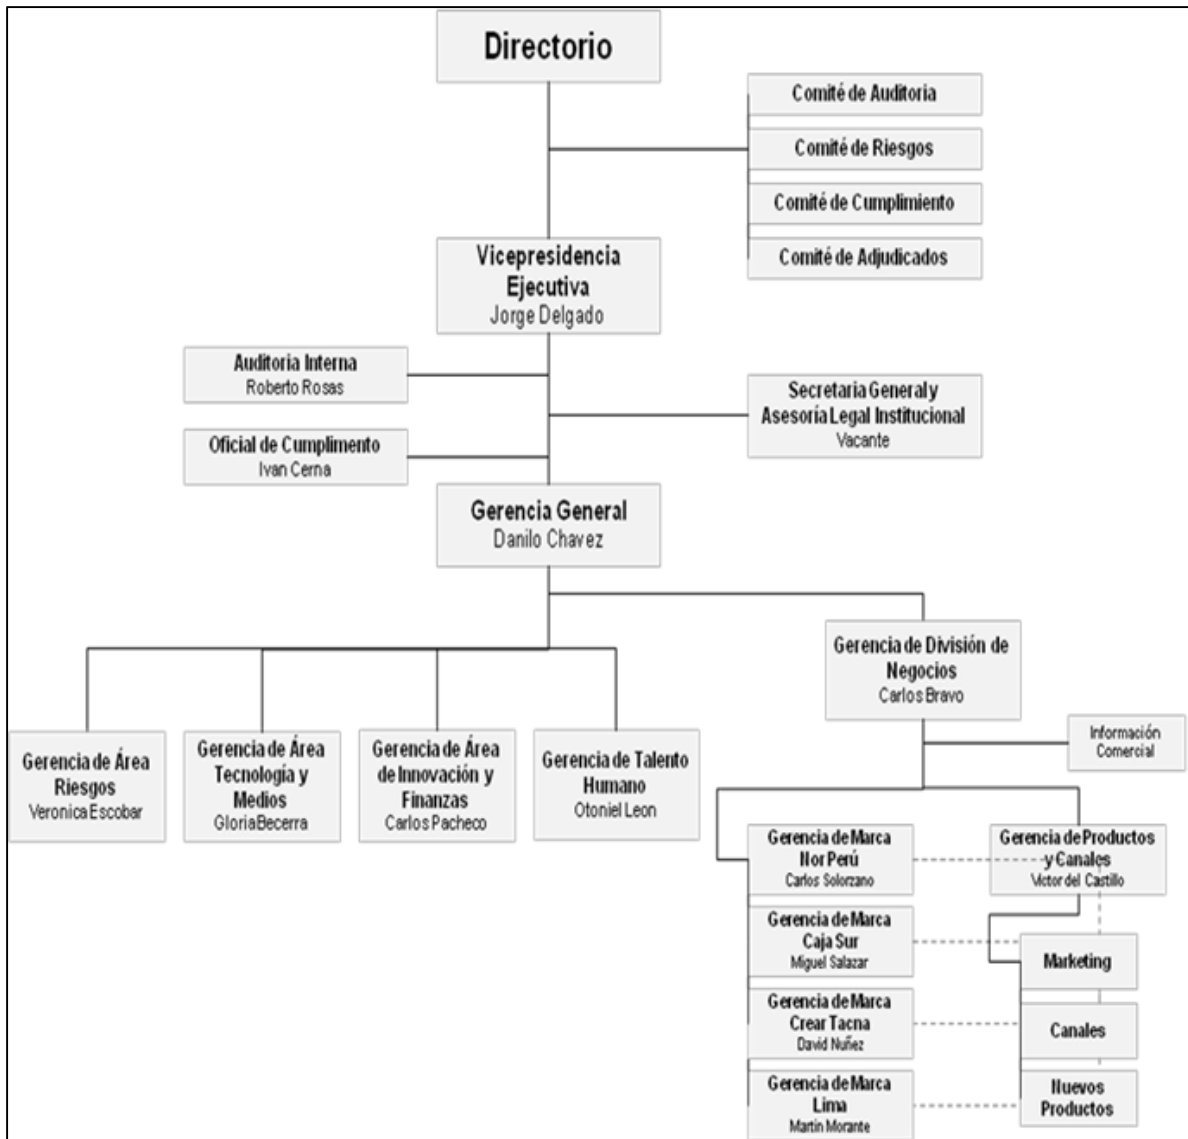 Directorio
Comité de Auditoria
Comité de Riesgos
Comité de Cumplimiento
Comité de Adjudicados
Vicepresidencia
Ejecutiva
Jorge Delgado
Auditoria Interna
Roberto Rosas
Secretaria General y
Asesoría Legal Institucional
Vacante
Oficial de Cumplimento
Ivan Cerna
Gerencia General
Danilo Chavez
Gerencia de División de
Negocios
Carlos Bravo
Información
Comercial
Gerencia de Área
Riesgos
Veronica Escobar
Gerencia de Área
Tecnología y
Medios
Gloria Becerra
Gerencia de Área
de Innovación y
Finanzas
Carlos Pacheco
Gerencia de Talento
Humano
Otoniel Leon
Gerencia de Marca
Nor Perú
Carlos Solorzano
Gerencia de Productos
y Canales
Victor del Castillo
Gerencia de Marca
Caja Sur
Miguel Salazar
Marketing
Gerencia de Marca
Crear Tacna
David Nuñez
Canales
Gerencia de Marca
Lima
Martin Morante
Nuevos
Productos